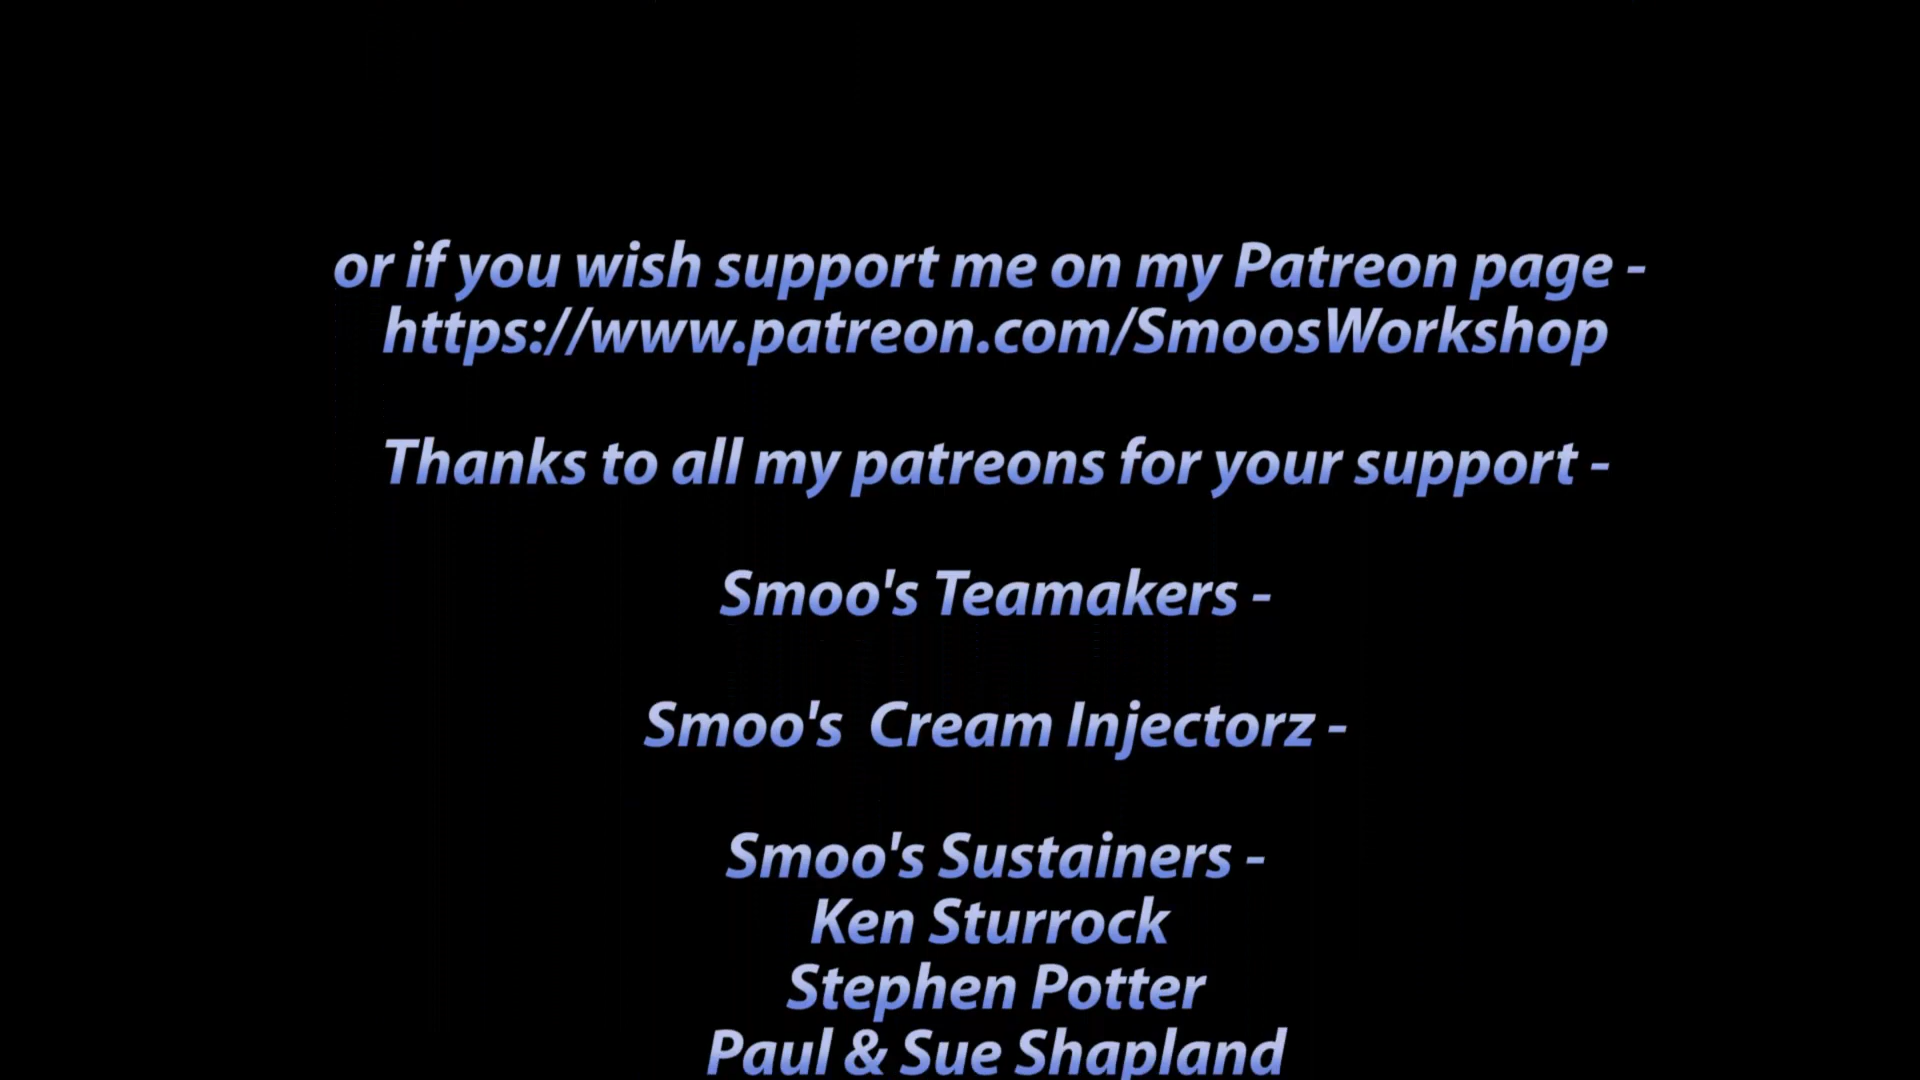 or if you wish support me on my Patreon page -
https://www.patreon.com/SmoosWorkshop
Thanks to all my patreons for your support -
Smoo's Teamakers -
Smoo's  Cream Injectorz -
Smoo's Sustainers -
Ken Sturrock
Stephen Potter
Paul & Sue Shapland